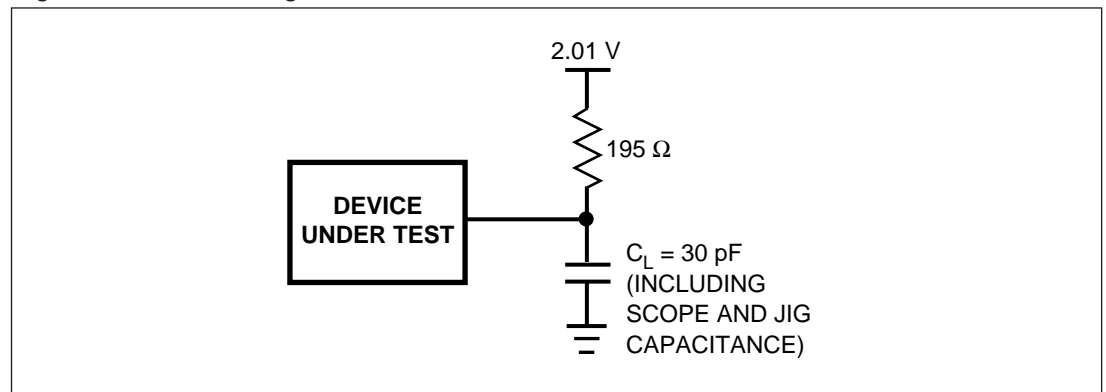 2.01 V
195 Ω
DEVICE
UNDER TEST
C_L = 30 pF
(INCLUDING
SCOPE AND JIG
CAPACITANCE)